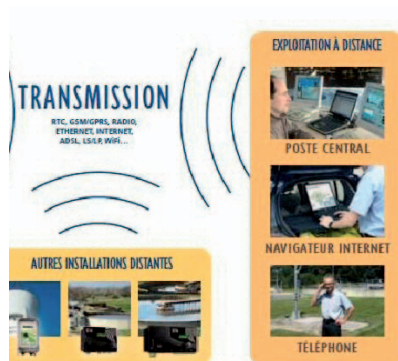 TRANSMISSION
RTC, GSM/GPRS, RADIO,
ETHERNET, INTERNET,
ADSL, LS/LP, WiFi...
EXPLOITATION À DISTANCE
POSTE CENTRAL
NAVIGATEUR INTERNET
TÉLÉPHONE
AUTRES INSTALLATIONS DISTANTES